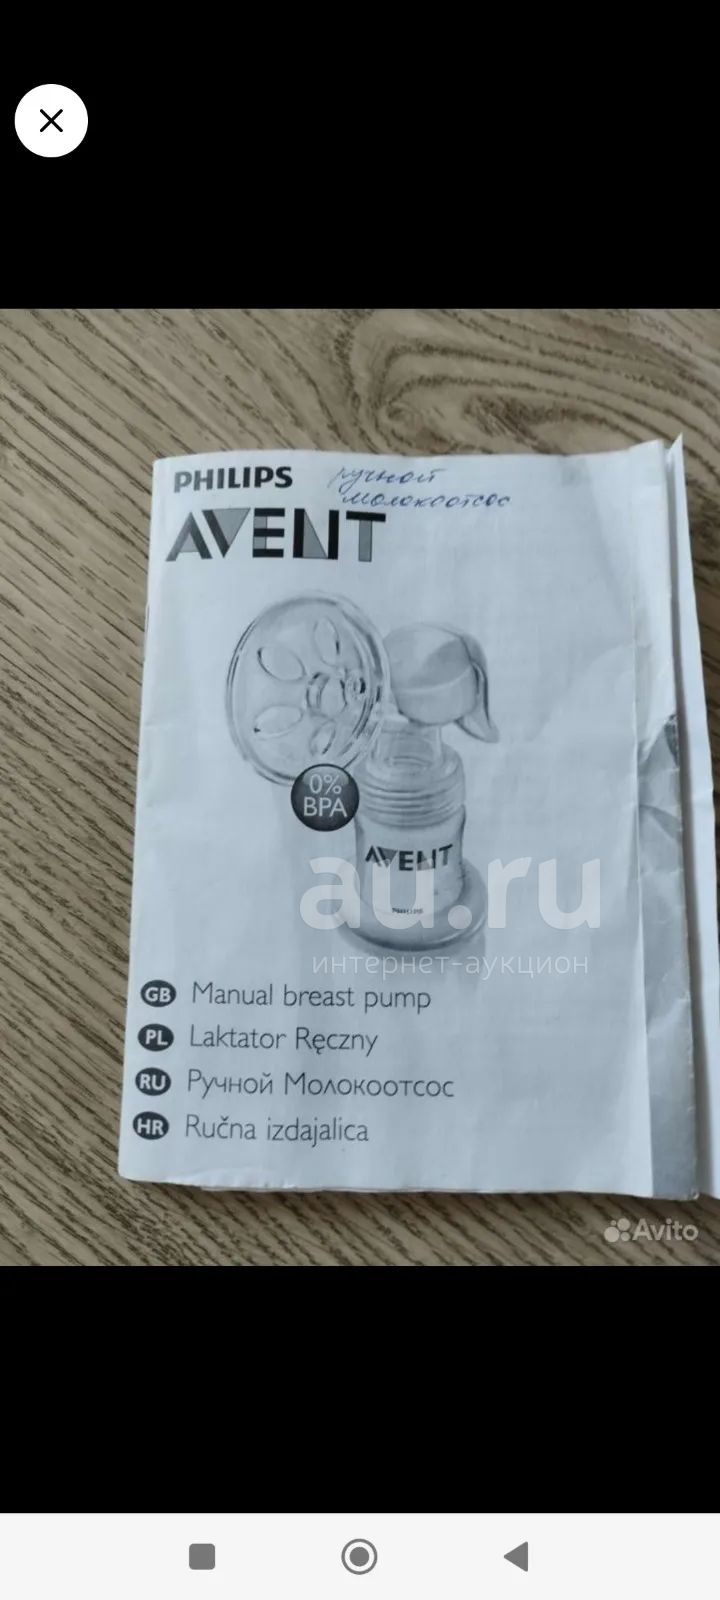 PHILIPS
ручной
молокоотсос
AVENT
0%
BPA
AVENT
PHILIPS
au.ru
интернет-аукцион
GB Manual breast pump
PL Laktator Ręczny
RU Ручной Молокоотсос
HR Ručna izdajalica
Avito